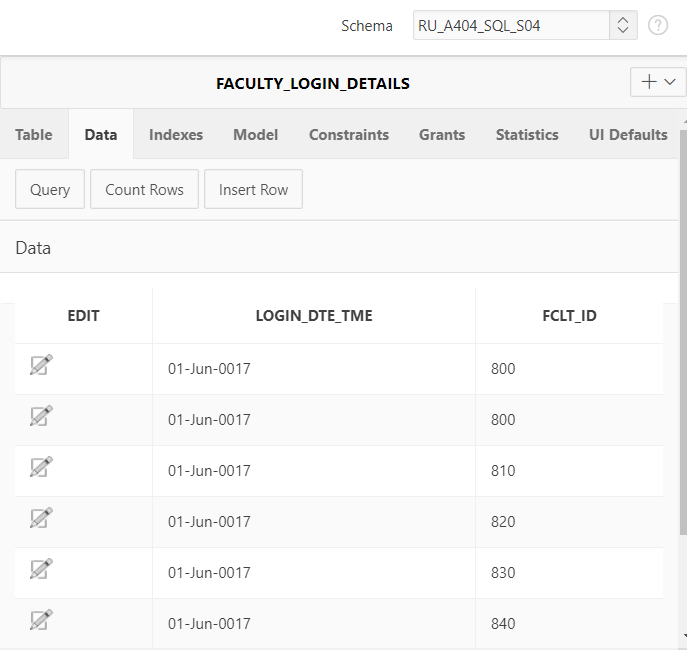 Schema RU_A404_SQL_S04 ?
FACULTY_LOGIN_DETAILS
Table Data Indexes Model Constraints Grants Statistics UI Defaults
Query Count Rows Insert Row
Data
EDIT LOGIN_DTE_TME FCLT_ID
01-Jun-0017 800
01-Jun-0017 800
01-Jun-0017 810
01-Jun-0017 820
01-Jun-0017 830
01-Jun-0017 840